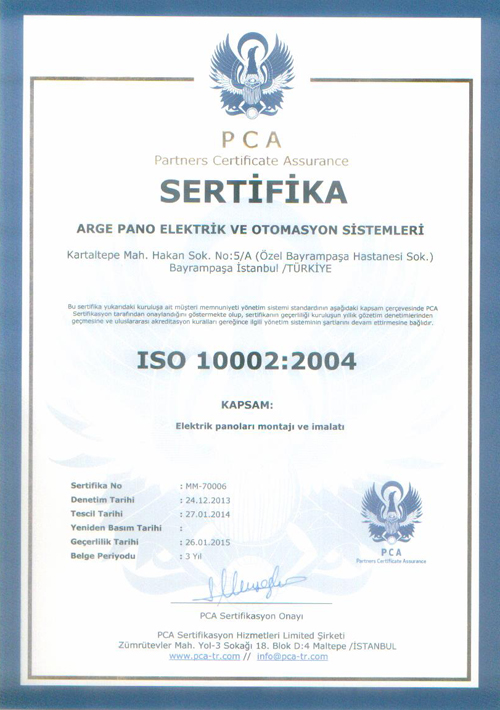 PCA
Partners Certificate Assurance
SERTİFİKA
ARGE PANO ELEKTRİK VE OTOMASYON SİSTEMLERİ
Kartaltepe Mah. Hakan Sok. No:5/A (Özel Bayrampaşa Hastanesi Sok.)
Bayrampaşa İstanbul /TÜRKİYE
Bu sertifika yukarıdaki kuruluşa ait müşteri memnuniyeti yönetim sistemi standardının aşağıdaki kapsam çerçevesinde PCA
Sertifikasyon tarafından onaylandığını göstermekte olup, sertifikanın geçerliliği kuruluşun yıllık gözetim denetimlerinden
geçmesine ve uluslararası akreditasyon kuralları gereğince ilgili yönetim sisteminin şartlarını devam ettirmesine bağlıdır.
ISO 10002:2004
KAPSAM:
Elektrik panoları montajı ve imalatı
Sertifika No : MM-70006
Denetim Tarihi : 24.12.2013
Tescil Tarihi : 27.01.2014
Yeniden Basım Tarihi :
Geçerlilik Tarihi : 26.01.2015
Belge Periyodu : 3 Yıl
PCA
Partners Certificate Assurance
PCA Sertifikasyon Onayı
PCA Sertifikasyon Hizmetleri Limited Şirketi
Zümrütevler Mah. Yol-3 Sokağı 18. Blok D:4 Maltepe /İSTANBUL
www.pca-tr.com // info@pca-tr.com